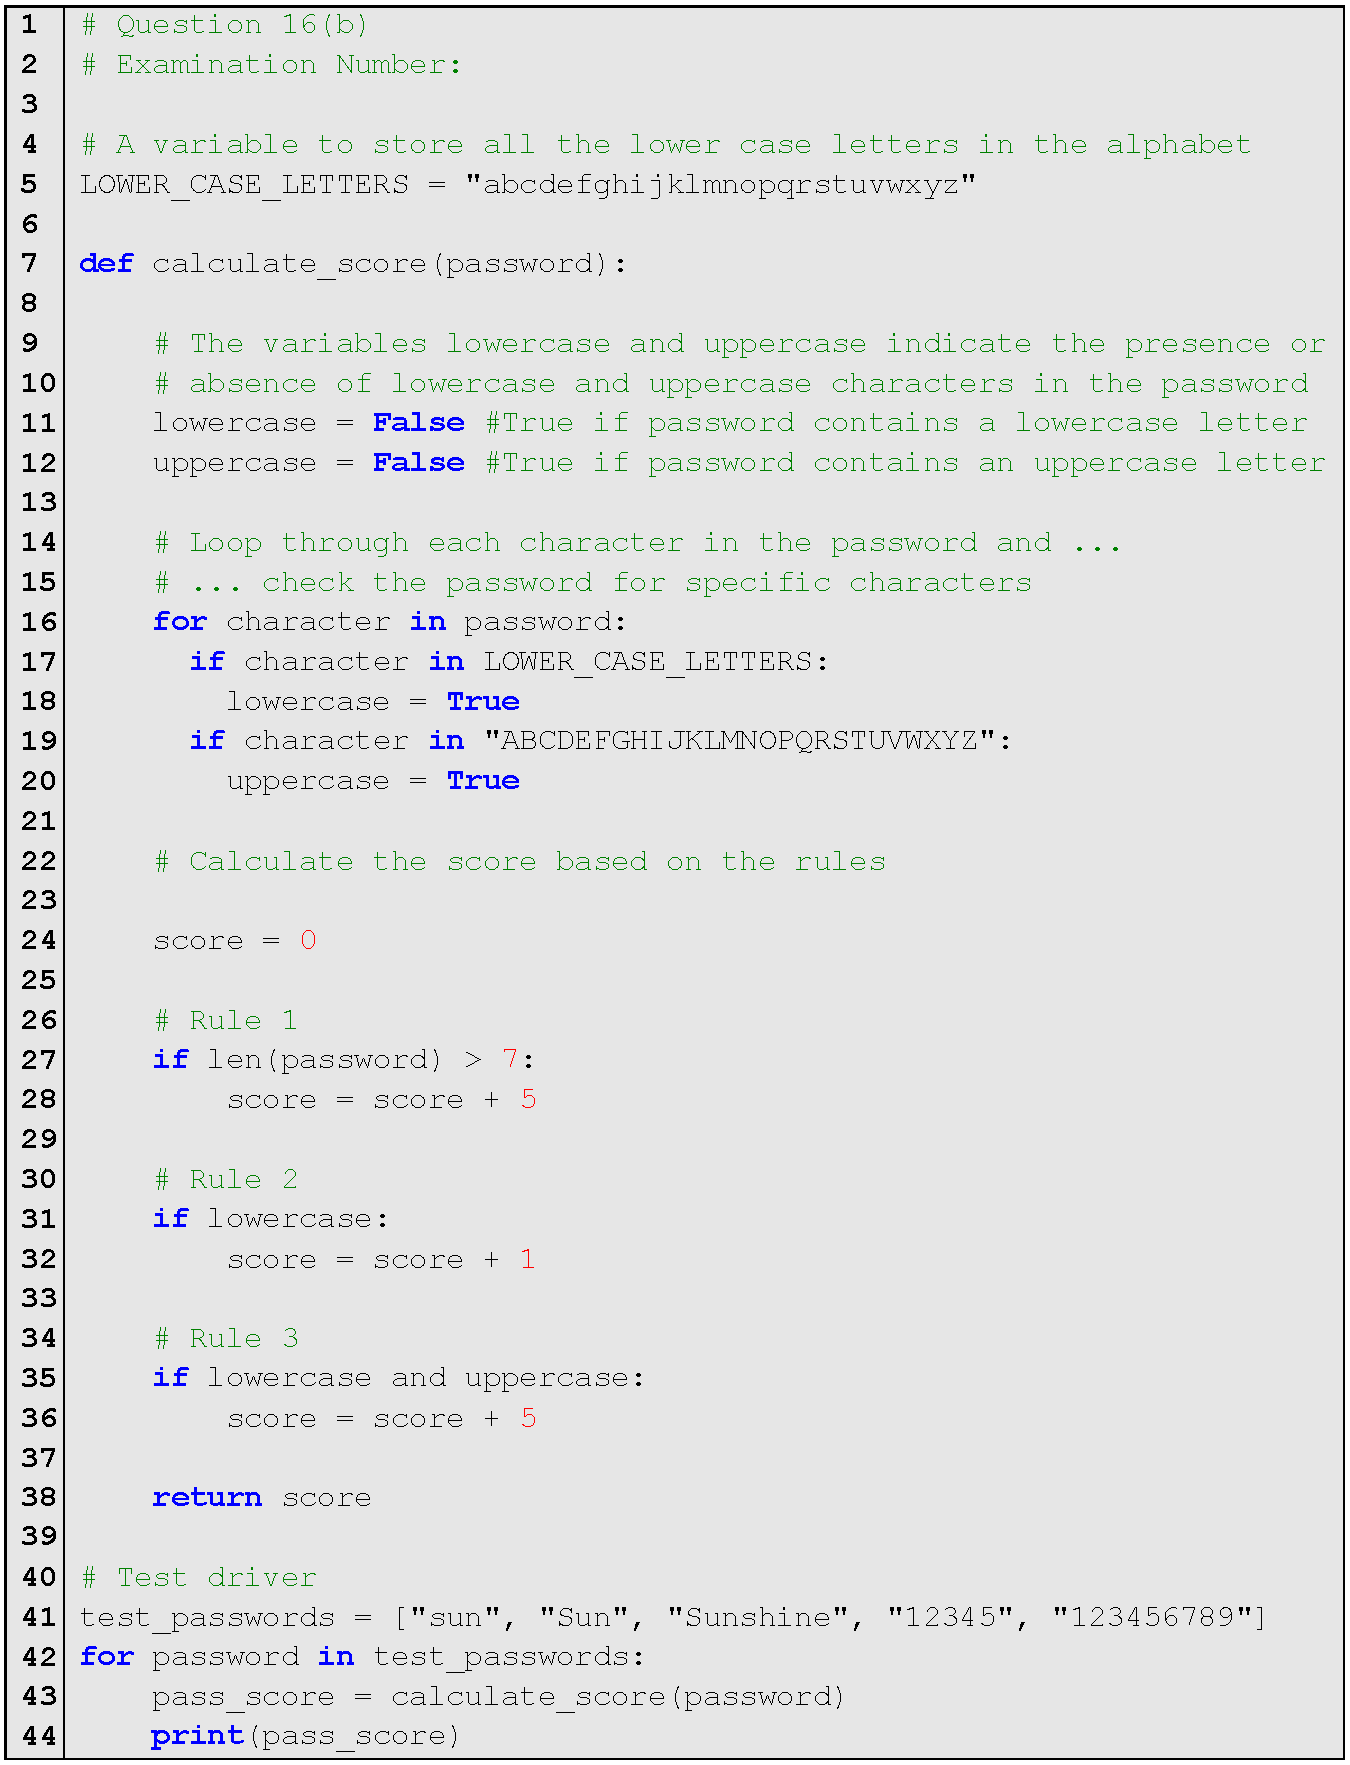 1 # Question 16(b)
2 # Examination Number:
3
4 # A variable to store all the lower case letters in the alphabet
5 LOWER_CASE_LETTERS = "abcdefghijklmnopqrstuvwxyz"
6
7 def calculate_score(password):
8
9     # The variables lowercase and uppercase indicate the presence or
10     # absence of lowercase and uppercase characters in the password
11     lowercase = False #True if password contains a lowercase letter
12     uppercase = False #True if password contains an uppercase letter
13
14     # Loop through each character in the password and ...
15     # ... check the password for specific characters
16     for character in password:
17       if character in LOWER_CASE_LETTERS:
18         lowercase = True
19       if character in "ABCDEFGHIJKLMNOPQRSTUVWXYZ":
20         uppercase = True
21
22     # Calculate the score based on the rules
23
24     score = 0
25
26     # Rule 1
27     if len(password) > 7:
28         score = score + 5
29
30     # Rule 2
31     if lowercase:
32         score = score + 1
33
34     # Rule 3
35     if lowercase and uppercase:
36         score = score + 5
37
38     return score
39
40 # Test driver
41 test_passwords = ["sun", "Sun", "Sunshine", "12345", "123456789"]
42 for password in test_passwords:
43     pass_score = calculate_score(password)
44     print(pass_score)